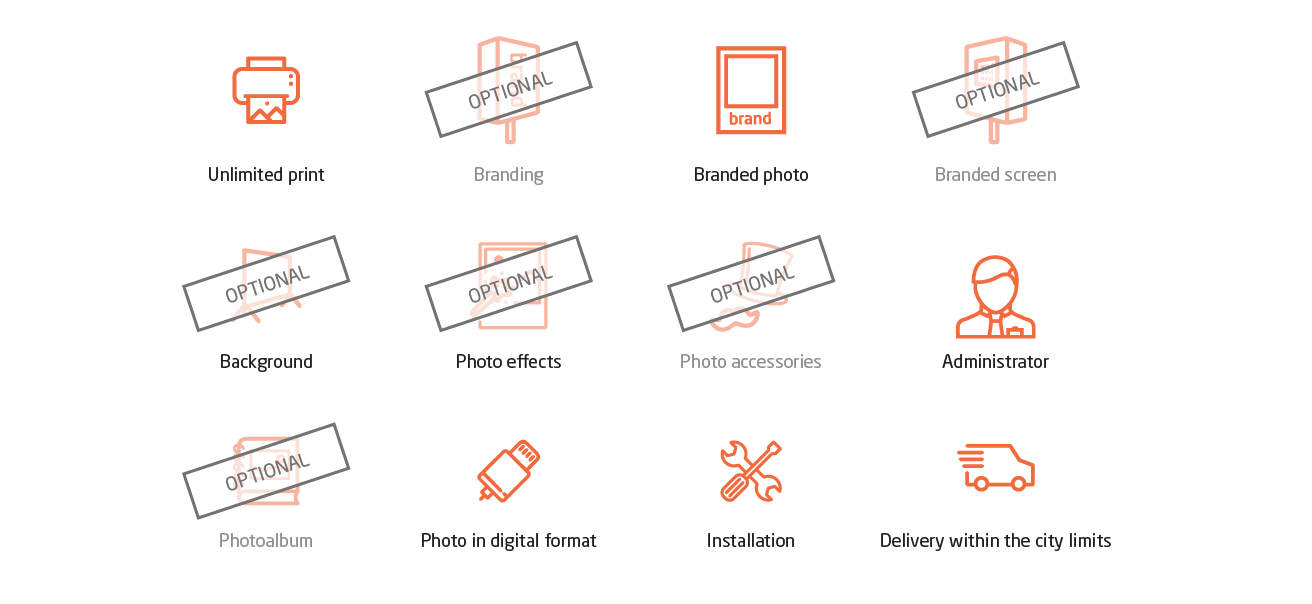 OPTIONAL
brand
OPTIONAL
Unlimited print
Branding
Branded photo
Branded screen
OPTIONAL
OPTIONAL
OPTIONAL
Background
Photo effects
Photo accessories
Administrator
OPTIONAL
Photoalbum
Photo in digital format
Installation
Delivery within the city limits